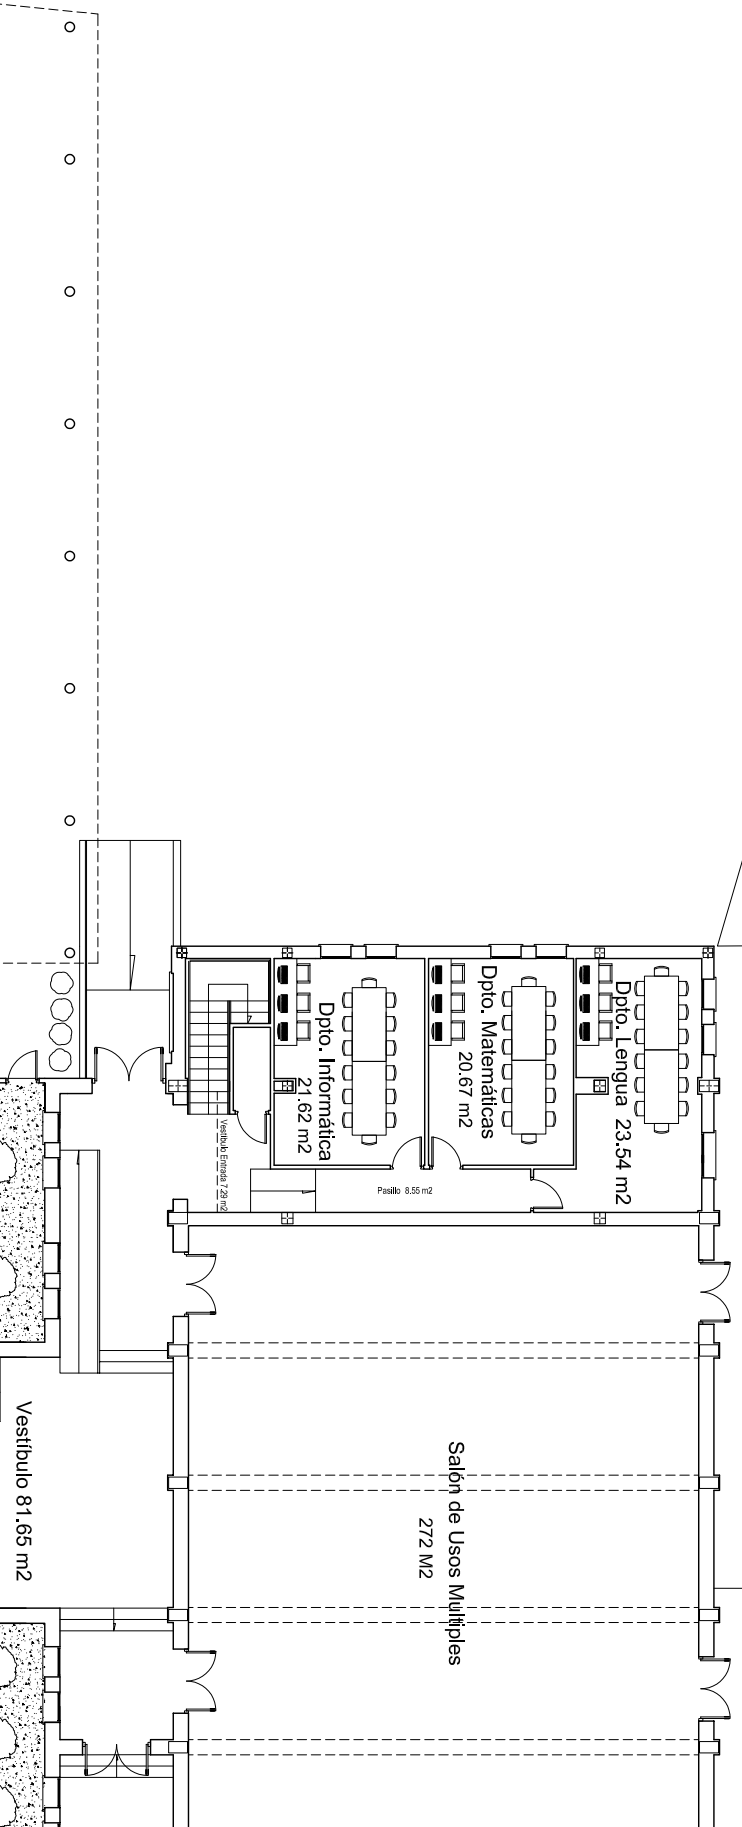 Dpto. Lengua  23.54 m2
Dpto. Matemáticas
20.67 m2
Dpto. Informática
21.62 m2
Vestíbulo Entrada 7.29 m2
Pasillo  8.55 m2
Salón de Usos Multiples
272 M2
Vestíbulo 81.65 m2